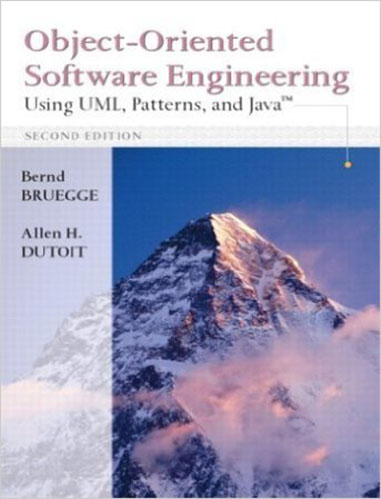 Object-Oriented
Software Engineering
Using UML, Patterns, and Java™
SECOND EDITION
Bernd
BRUEGGE
Allen H.
DUTOIT